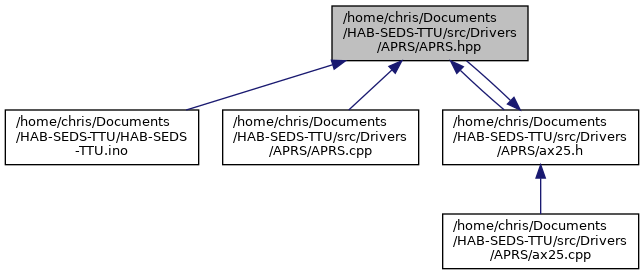 /home/chris/Documents
/HAB-SEDS-TTU/src/Drivers
/APRS/APRS.hpp
/home/chris/Documents
/HAB-SEDS-TTU/HAB-SEDS
-TTU.ino
/home/chris/Documents
/HAB-SEDS-TTU/src/Drivers
/APRS/APRS.cpp
/home/chris/Documents
/HAB-SEDS-TTU/src/Drivers
/APRS/ax25.h
/home/chris/Documents
/HAB-SEDS-TTU/src/Drivers
/APRS/ax25.cpp